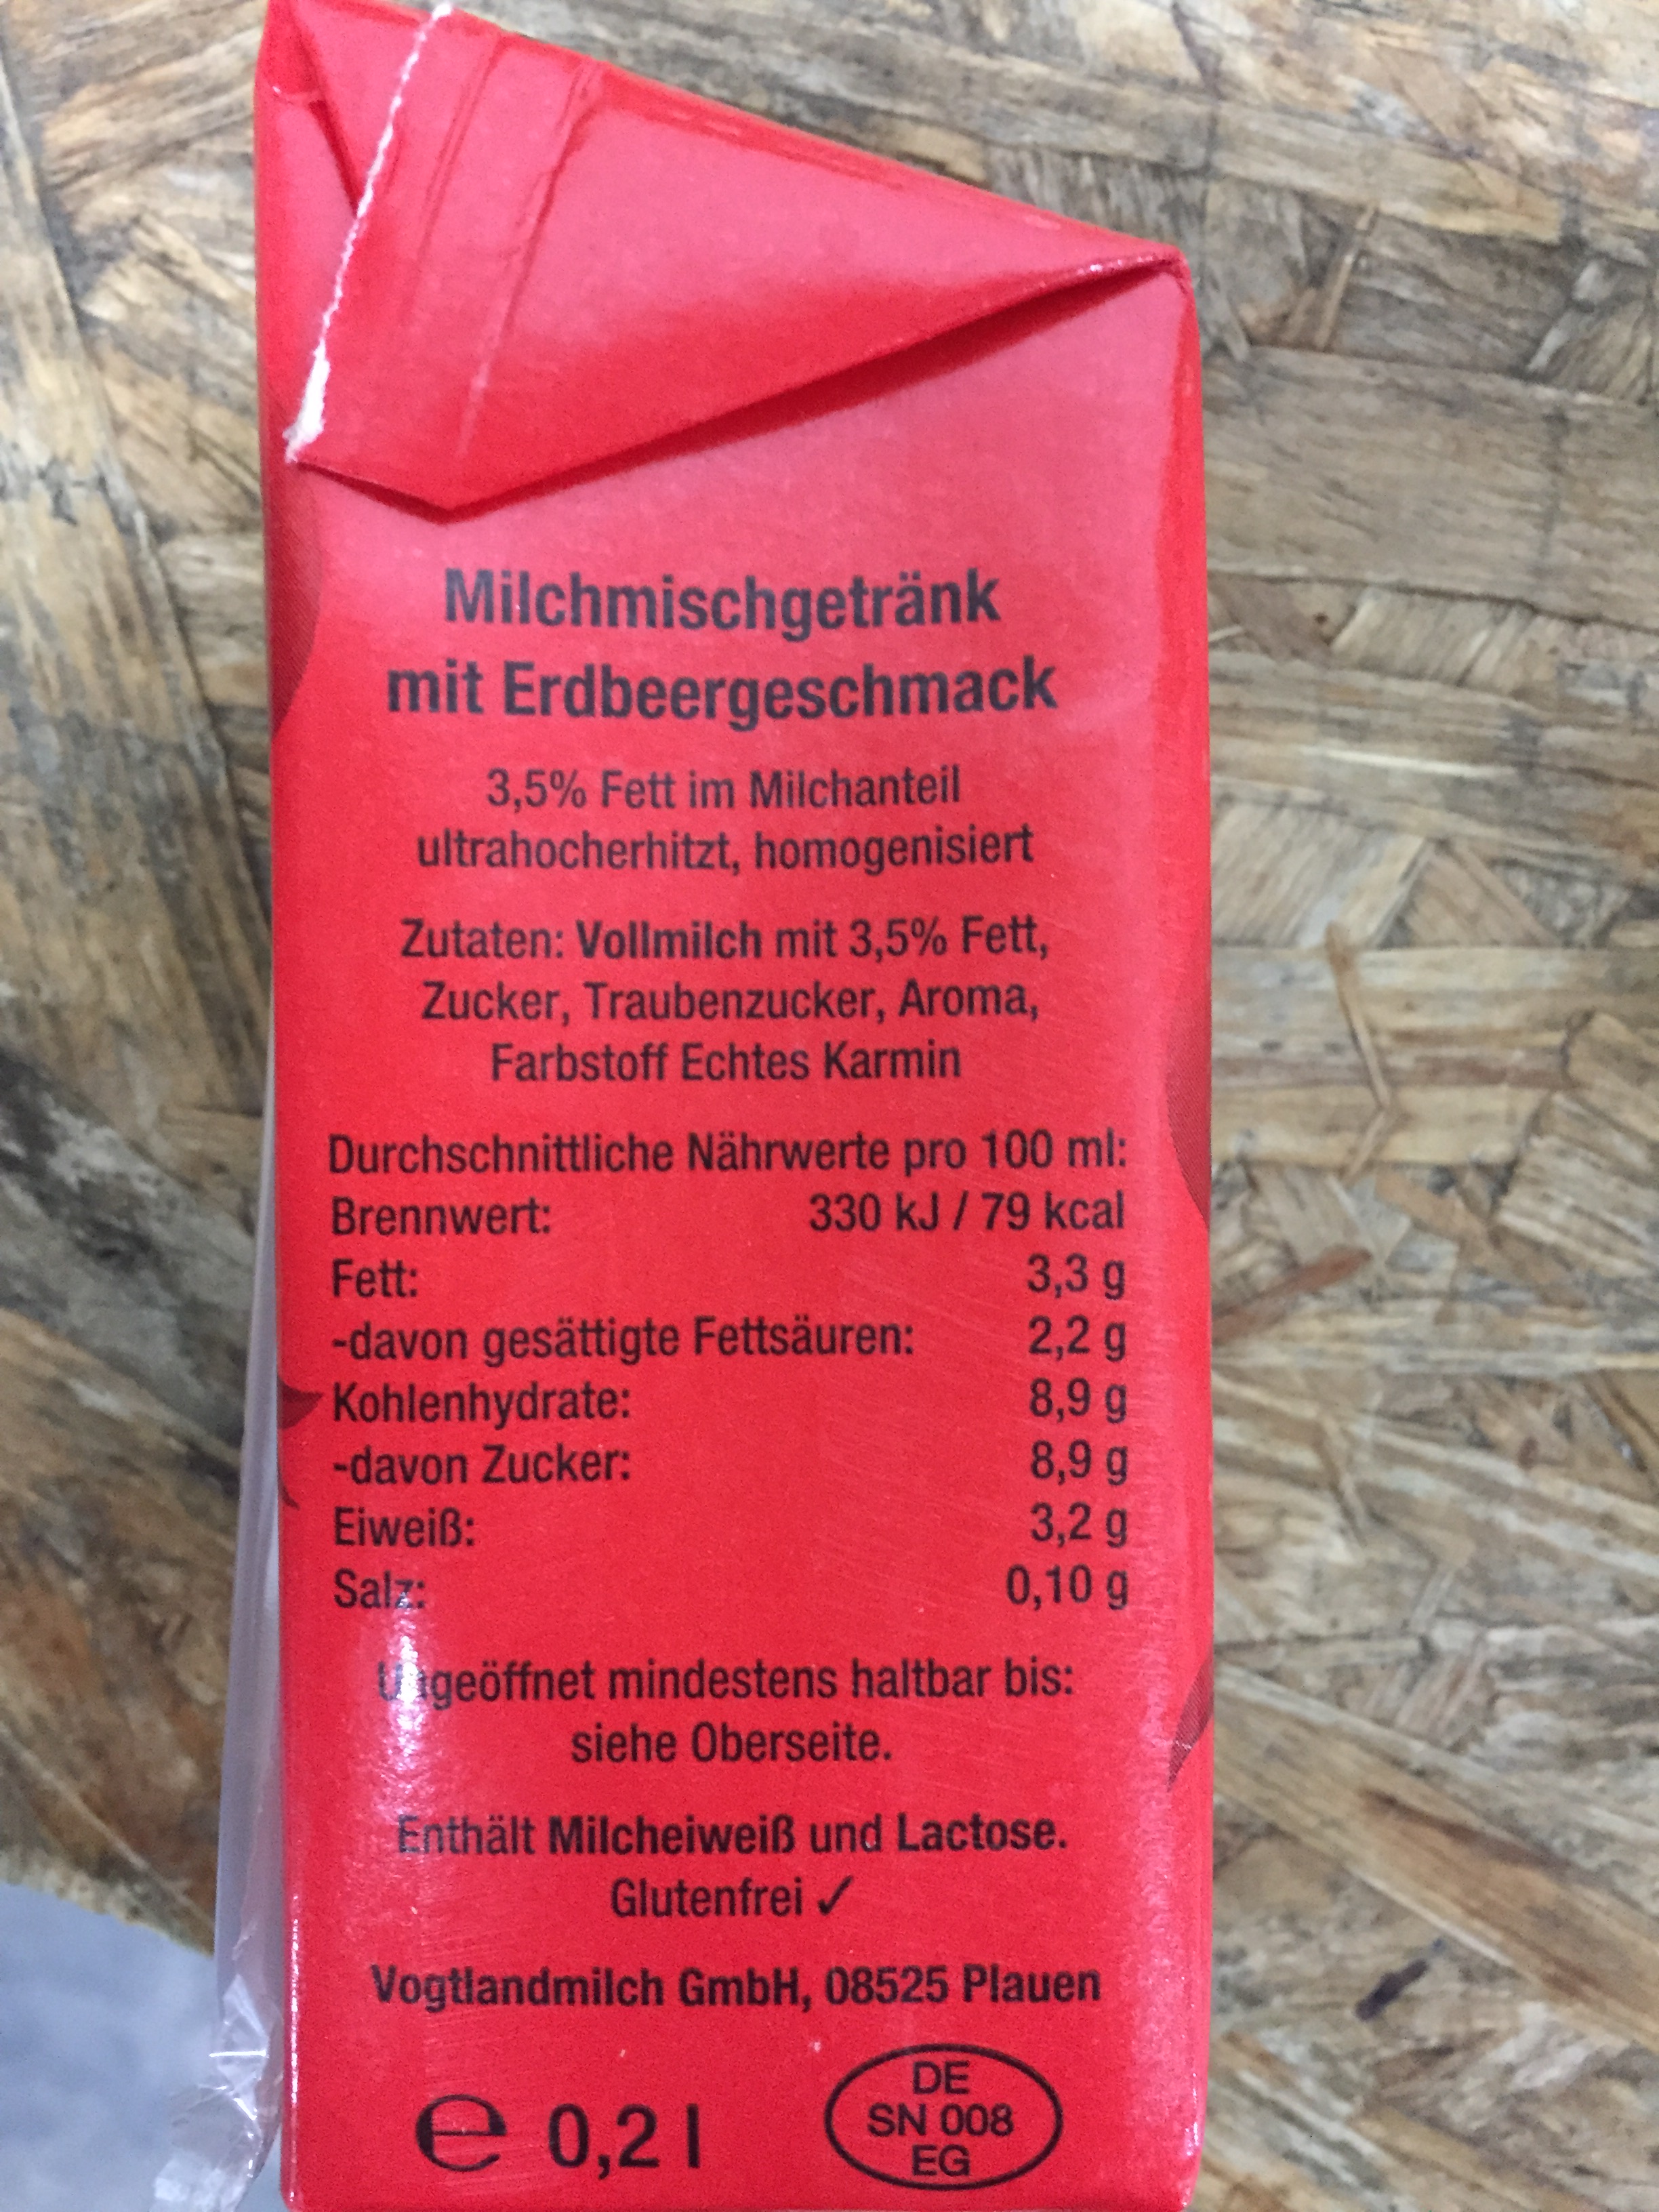 Milchmischgetränk
mit Erdbeergeschmack
3,5% Fett im Milchanteil
ultrahocherhitzt, homogenisiert
Zutaten: Vollmilch mit 3,5% Fett,
Zucker, Traubenzucker, Aroma,
Farbstoff Echtes Karmin
Durchschnittliche Nährwerte pro 100 ml:
Brennwert: 330 kJ / 79 kcal
Fett: 3,3 g
-davon gesättigte Fettsäuren: 2,2 g
Kohlenhydrate: 8,9 g
-davon Zucker: 8,9 g
Eiweiß: 3,2 g
Salz: 0,10 g
Ungeöffnet mindestens haltbar bis:
siehe Oberseite.
Enthält Milcheiweiß und Lactose.
Glutenfrei ✓
Vogtlandmilch GmbH, 08525 Plauen
℮ 0,2 l
DE
SN 008
EG